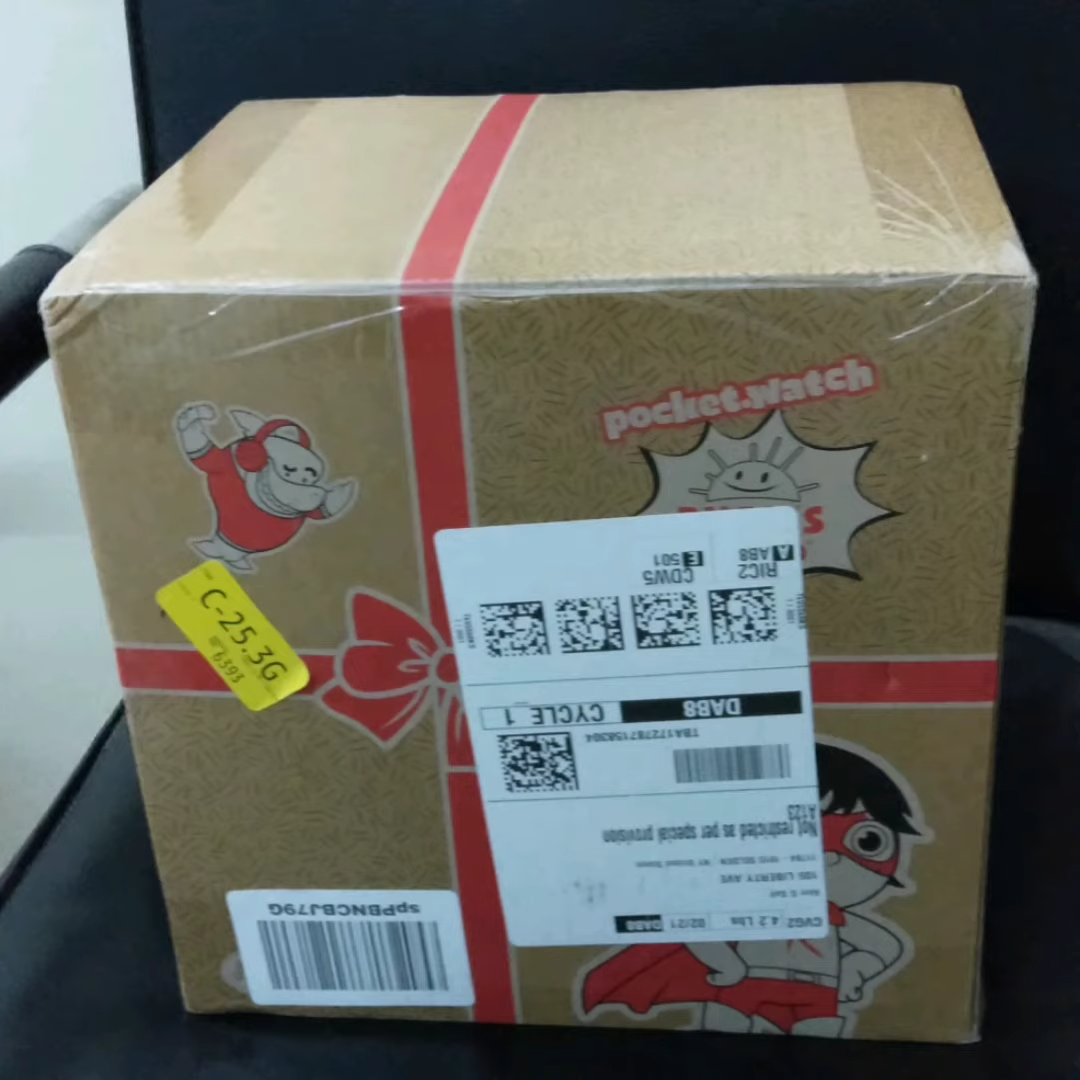 pocket.watch
C-25.3G
6393
RIC2
A AB8
CDW5
E 501
DAB8
CYCLE 1
TBA172787158304
Not restricted as per special provision
A123
105 LIBERTY AVE
CVG2
4.2 Lbs
02/21
DAB8
spPBNCBJ79G